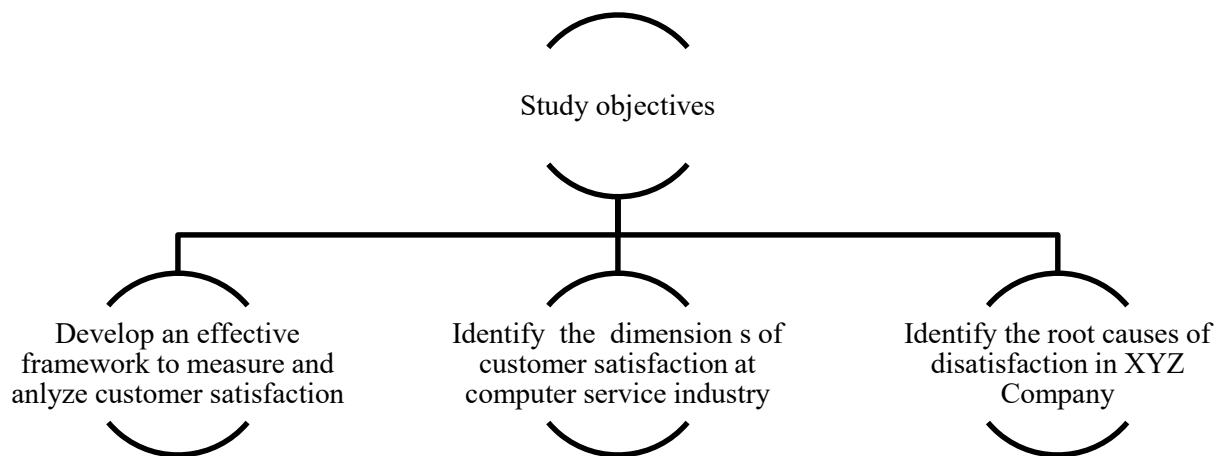 Study objectives
Develop an effective
framework to measure and
anlyze customer satisfaction
Identify the dimension s of
customer satisfaction at
computer service industry
Identify the root causes of
disatisfaction in XYZ
Company